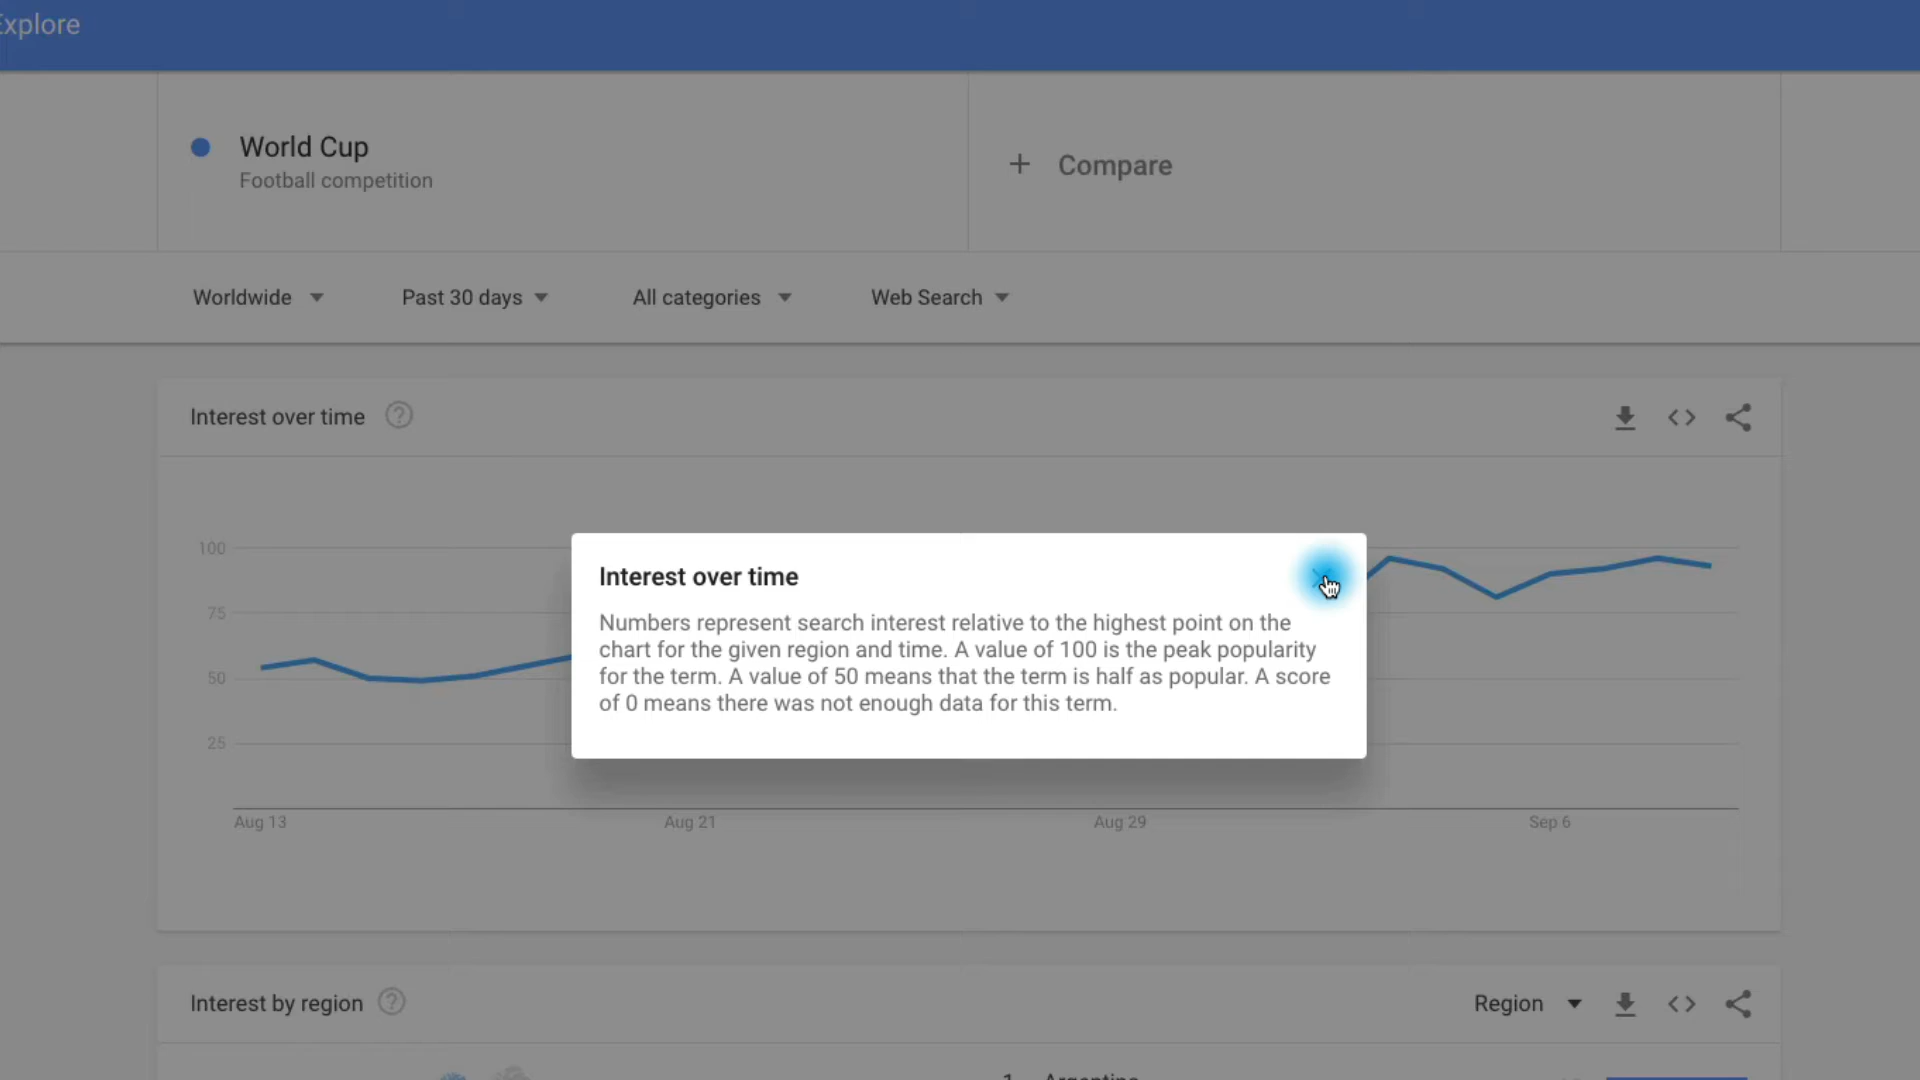 Explore
World Cup
Football competition
+ Compare
Worldwide
Past 30 days
All categories
Web Search
Interest over time
100
75
50
25
Interest over time
Numbers represent search interest relative to the highest point on the
chart for the given region and time. A value of 100 is the peak popularity
for the term. A value of 50 means that the term is half as popular. A score
of 0 means there was not enough data for this term.
Aug 13
Aug 21
Aug 29
Sep 6
Interest by region
Region
1 Argentina